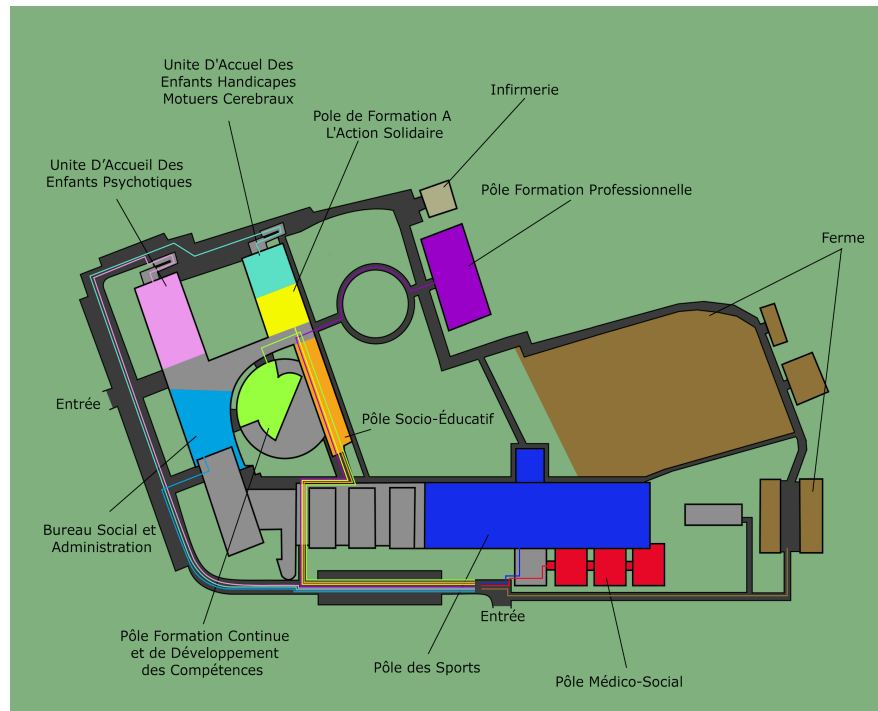 Unite D'Accuel Des
Enfants Handicapes
Motuers Cerebraux
Infirmerie
Pole de Formation A
L'Action Solidaire
Unite D'Accueil Des
Enfants Psychotiques
Pôle Formation Professionnelle
Ferme
Entrée
Pôle Socio-Éducatif
Bureau Social et
Administration
Entrée
Pôle Formation Continue
et de Développement
des Compétences
Pôle des Sports
Pôle Médico-Social